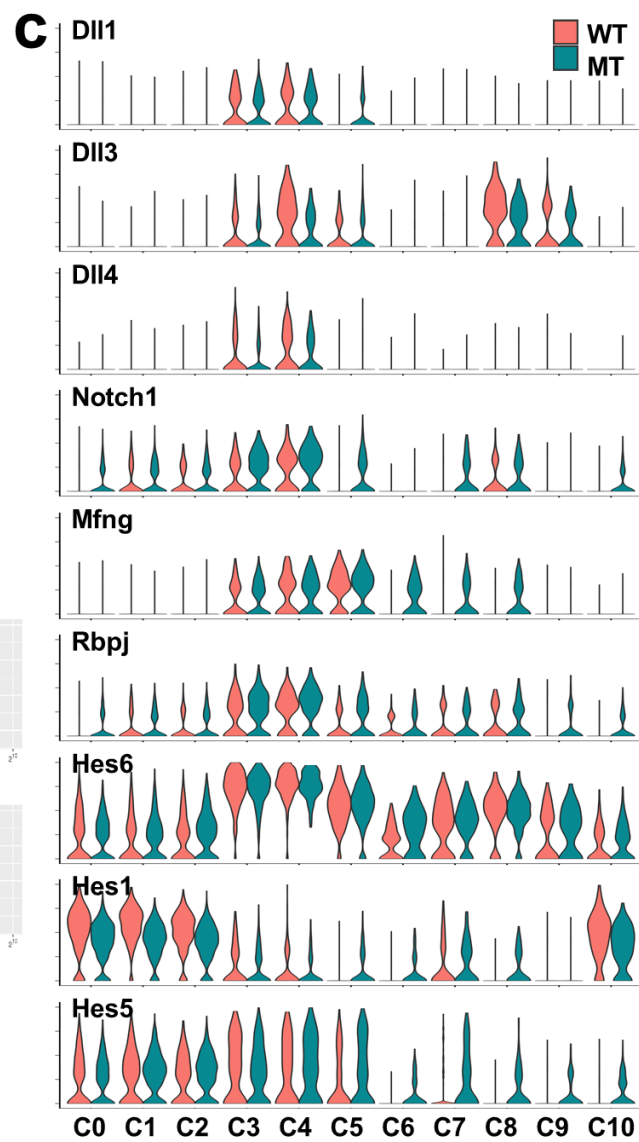 C
Dll1
WT
MT
Dll3
Dll4
Notch1
Mfng
Rbpj
Hes6
Hes1
Hes5
C0 C1 C2 C3 C4 C5 C6 C7 C8 C9 C10